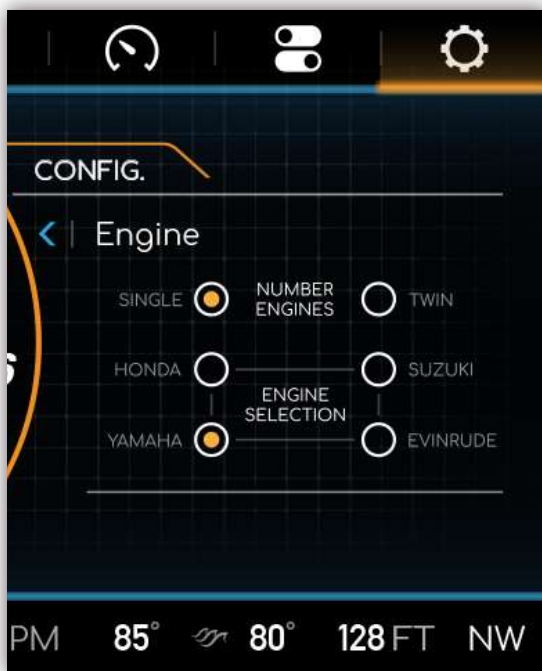 CONFIG.
Engine
SINGLE NUMBER ENGINES TWIN
HONDA SUZUKI
ENGINE SELECTION
YAMAHA EVINRUDE
PM 85° 80° 128 FT NW